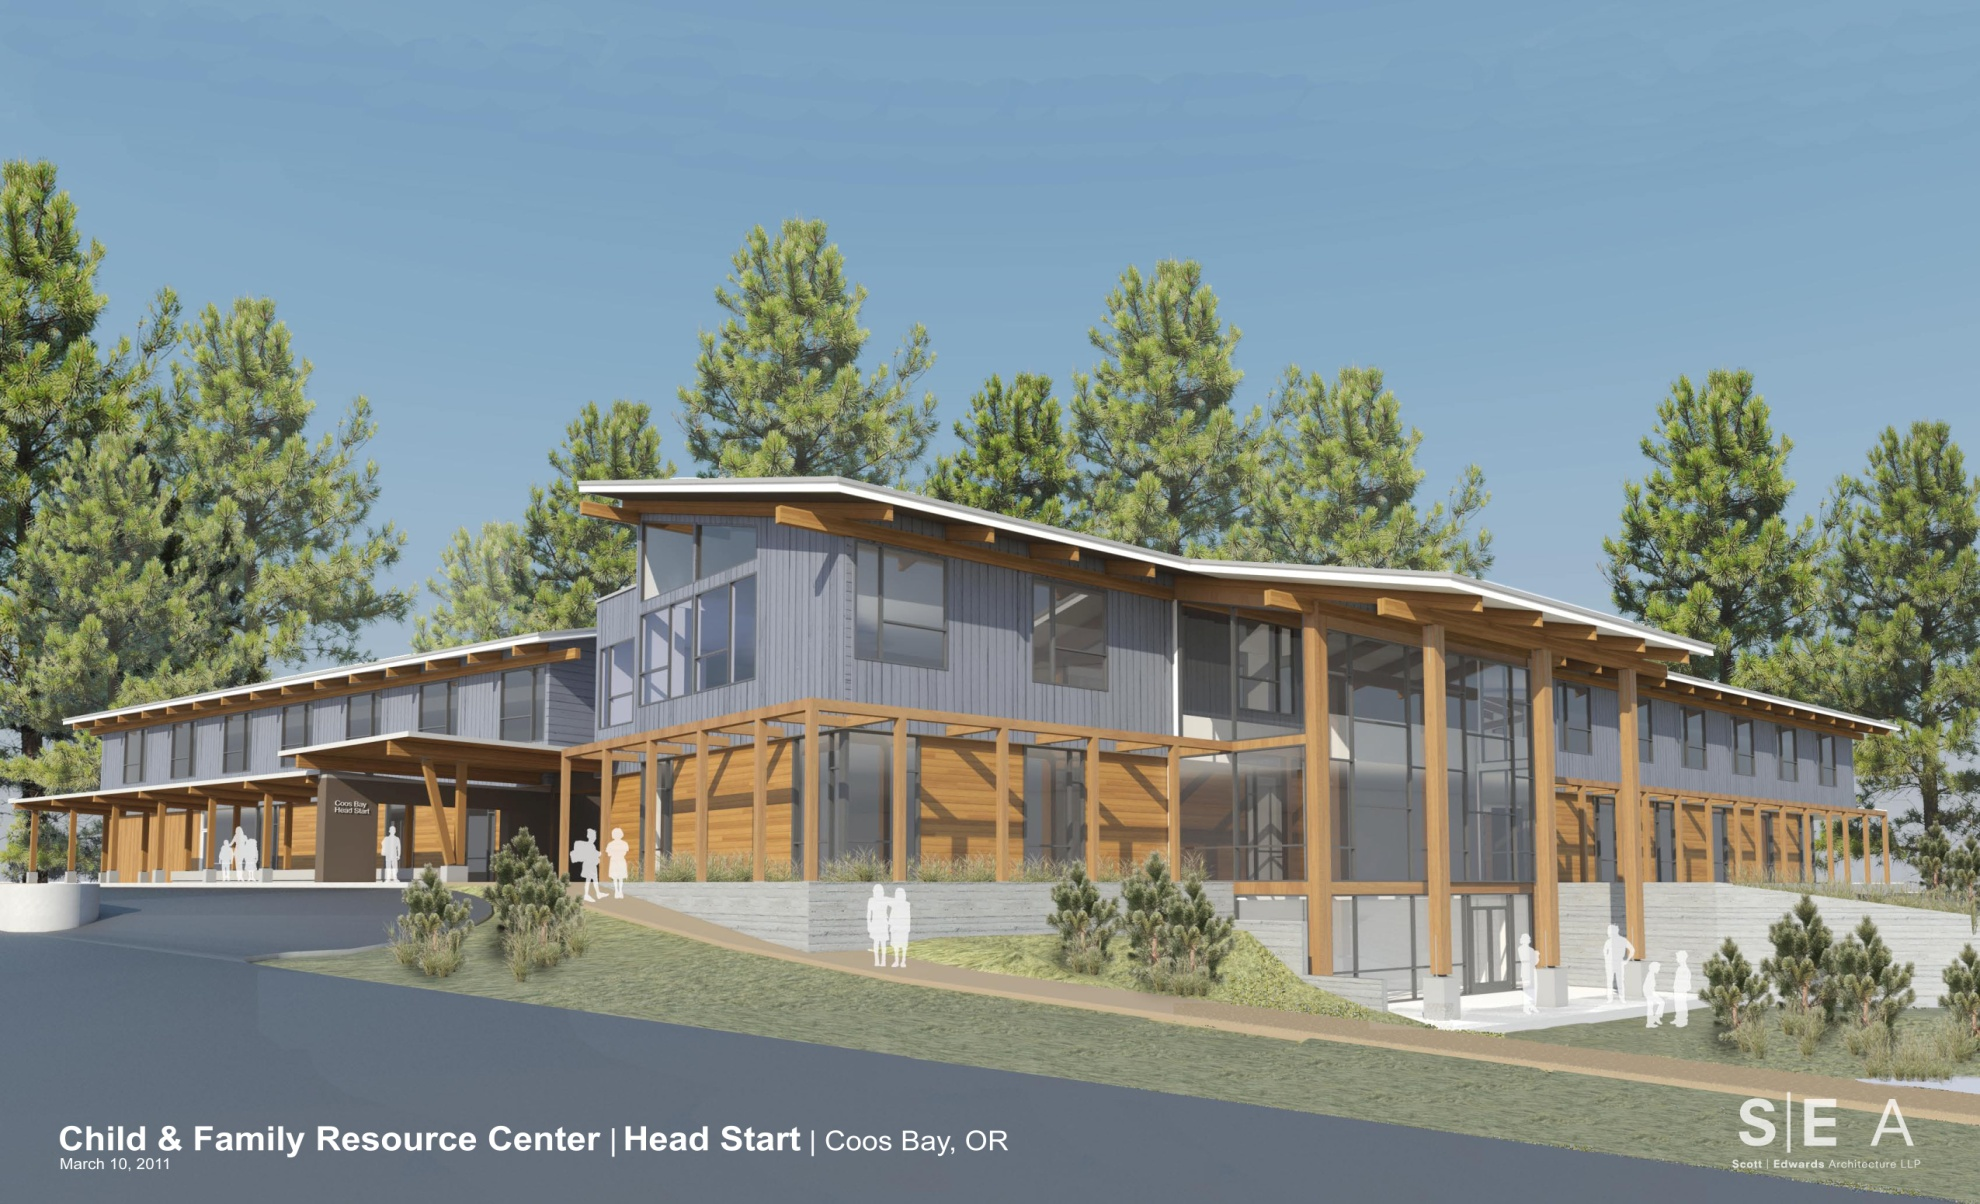 Coos Bay
Head Start
Child & Family Resource Center | Head Start | Coos Bay, OR
March 10, 2011
S|E A
Scott | Edwards Architecture LLP